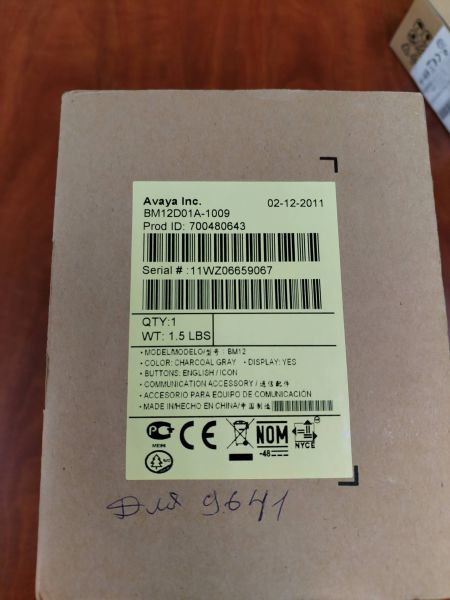 Avaya Inc. 02-12-2011
BM12D01A-1009
Prod ID: 700480643
Serial # :11WZ06659067
QTY:1
WT: 1.5 LBS
• MODEL/MODELO/型号 : BM12
• COLOR: CHARCOAL GRAY • DISPLAY: YES
• BUTTONS: ENGLISH / ICON
• COMMUNICATION ACCESSORY / 通信配件
• ACCESORIO PARA EQUIPO DE COMUNICACIÓN
• MADE IN/HECHO EN CHINA/中国制造
CE NOM NYCE
-48-
Для 9641